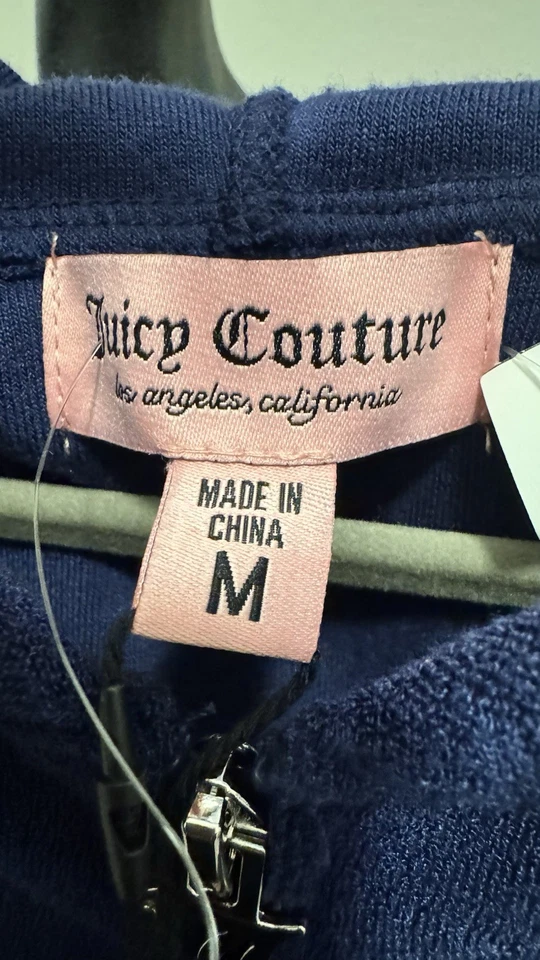 Juicy Couture
los angeles, california
MADE IN
CHINA
M